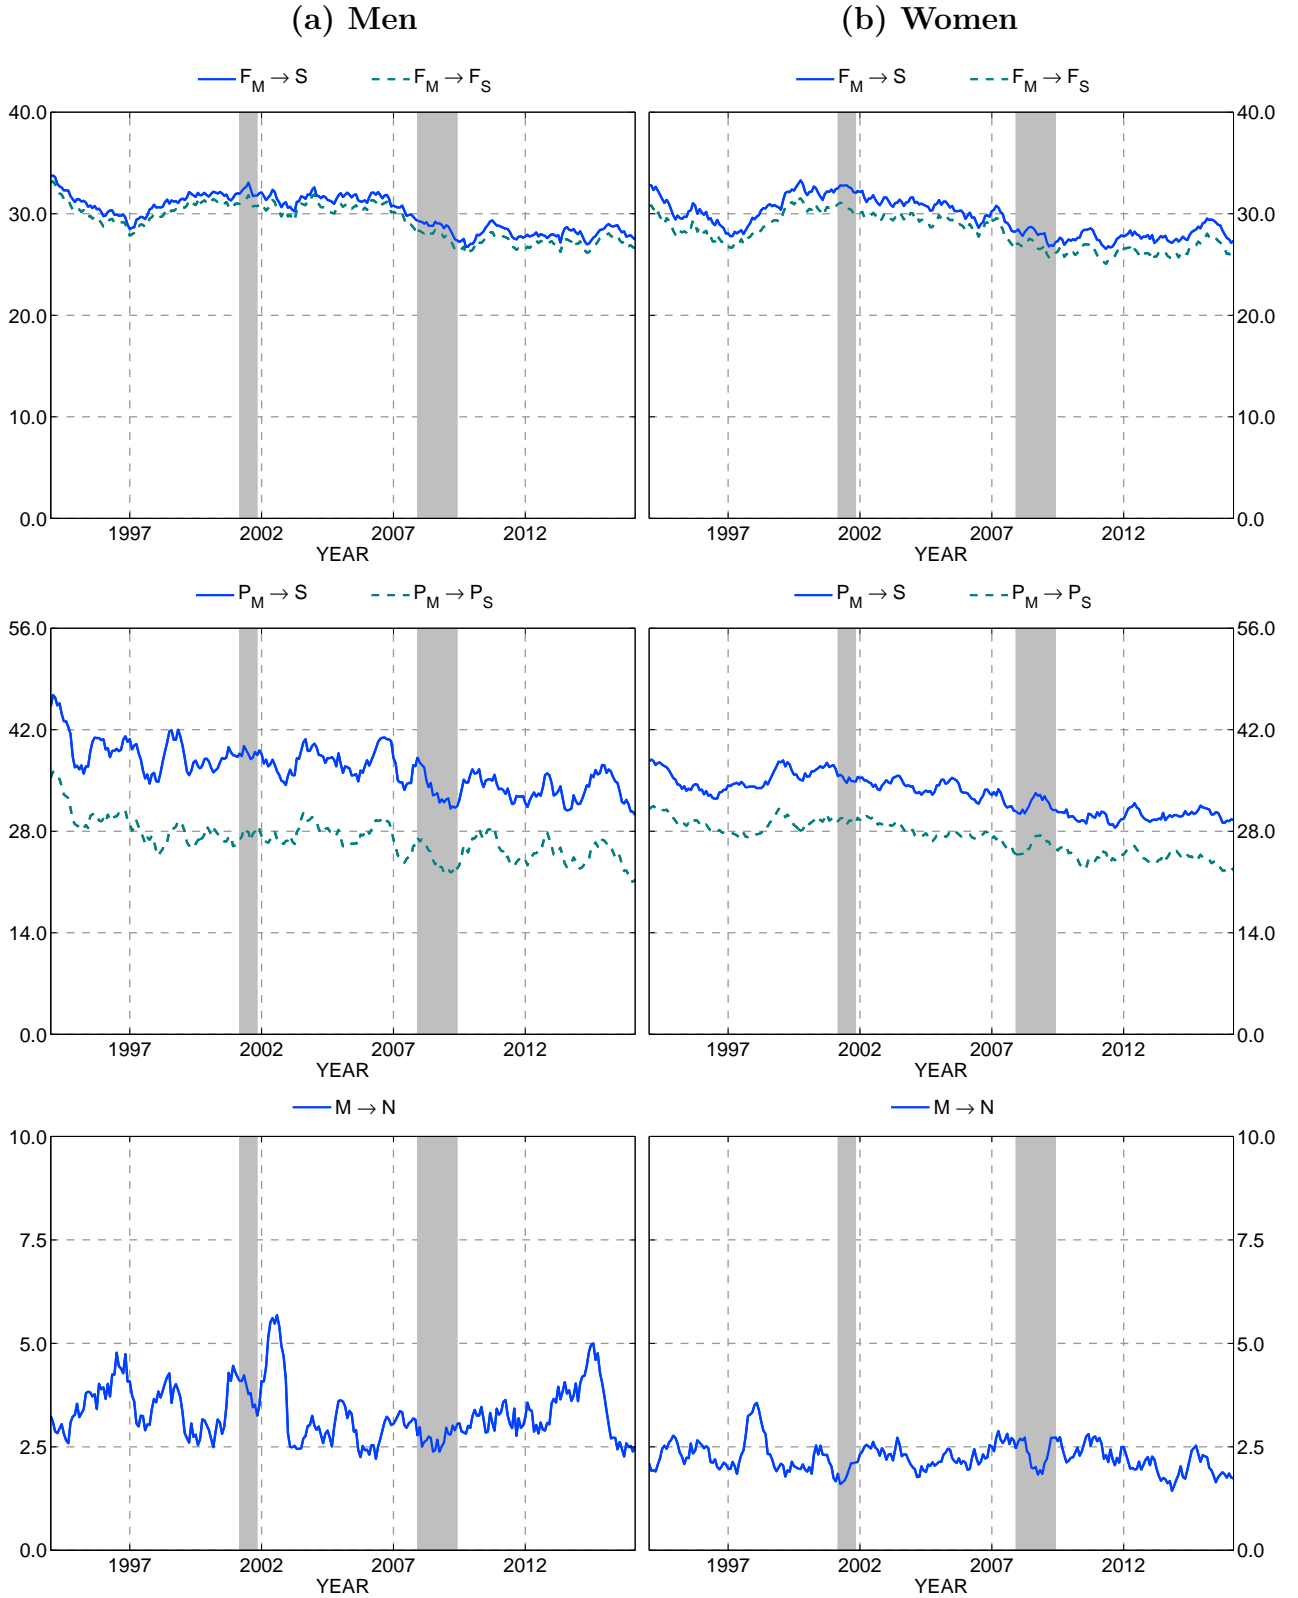 (a) Men
(b) Women
F_M → S
F_M → F_S
F_M → S
F_M → F_S
40.0
30.0
20.0
10.0
0.0
40.0
30.0
20.0
10.0
0.0
1997 2002 2007 2012
YEAR
1997 2002 2007 2012
YEAR
P_M → S
P_M → P_S
P_M → S
P_M → P_S
56.0
42.0
28.0
14.0
0.0
56.0
42.0
28.0
14.0
0.0
1997 2002 2007 2012
YEAR
1997 2002 2007 2012
YEAR
M → N
M → N
10.0
7.5
5.0
2.5
0.0
10.0
7.5
5.0
2.5
0.0
1997 2002 2007 2012
YEAR
1997 2002 2007 2012
YEAR